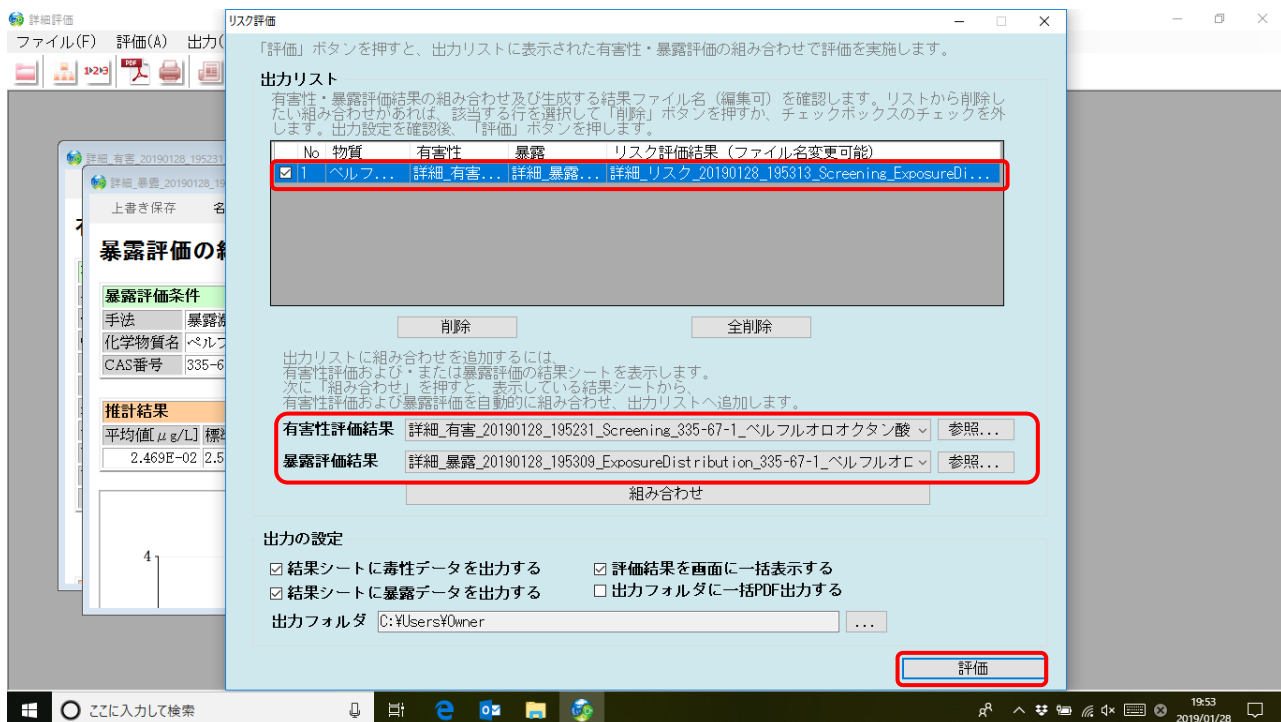 詳細評価
ファイル(F) 評価(A) 出力(
1▸2▸3
PDF
詳細_有害_20190128_195231
詳細_暴露_20190128_19
上書き保存 名
暴露評価の結
暴露評価条件
手法 暴露濃
化学物質名 ペルフ
CAS番号 335-6
推計結果
平均値[μg/L] 標準
2.469E-02 2.5
4
リスク評価
「評価」ボタンを押すと、出力リストに表示された有害性・暴露評価の組み合わせで評価を実施します。
出力リスト
有害性・暴露評価結果の組み合わせ及び生成する結果ファイル名（編集可）を確認します。リストから削除し
たい組み合わせがあれば、該当する行を選択して「削除」ボタンを押すか、チェックボックスのチェックを外
します。出力設定を確認後、「評価」ボタンを押します。
No 物質 有害性 暴露 リスク評価結果（ファイル名変更可能）
1 ペルフ... 詳細_有害... 詳細_暴露... 詳細_リスク_20190128_195313_Screening_ExposureDi...
削除 全削除
出力リストに組み合わせを追加するには、
有害性評価および・または暴露評価の結果シートを表示します。
次に「組み合わせ」を押すと、表示している結果シートから、
有害性評価および暴露評価を自動的に組み合わせ、出力リストへ追加します。
有害性評価結果 詳細_有害_20190128_195231_Screening_335-67-1_ペルフルオロオクタン酸 参照...
暴露評価結果 詳細_暴露_20190128_195309_ExposureDistribution_335-67-1_ペルフルオロ 参照...
組み合わせ
出力の設定
結果シートに毒性データを出力する 評価結果を画面に一括表示する
結果シートに暴露データを出力する 出力フォルダに一括PDF出力する
出力フォルダ C:¥Users¥Owner ...
評価
ここに入力して検索
19:53
2019/01/28